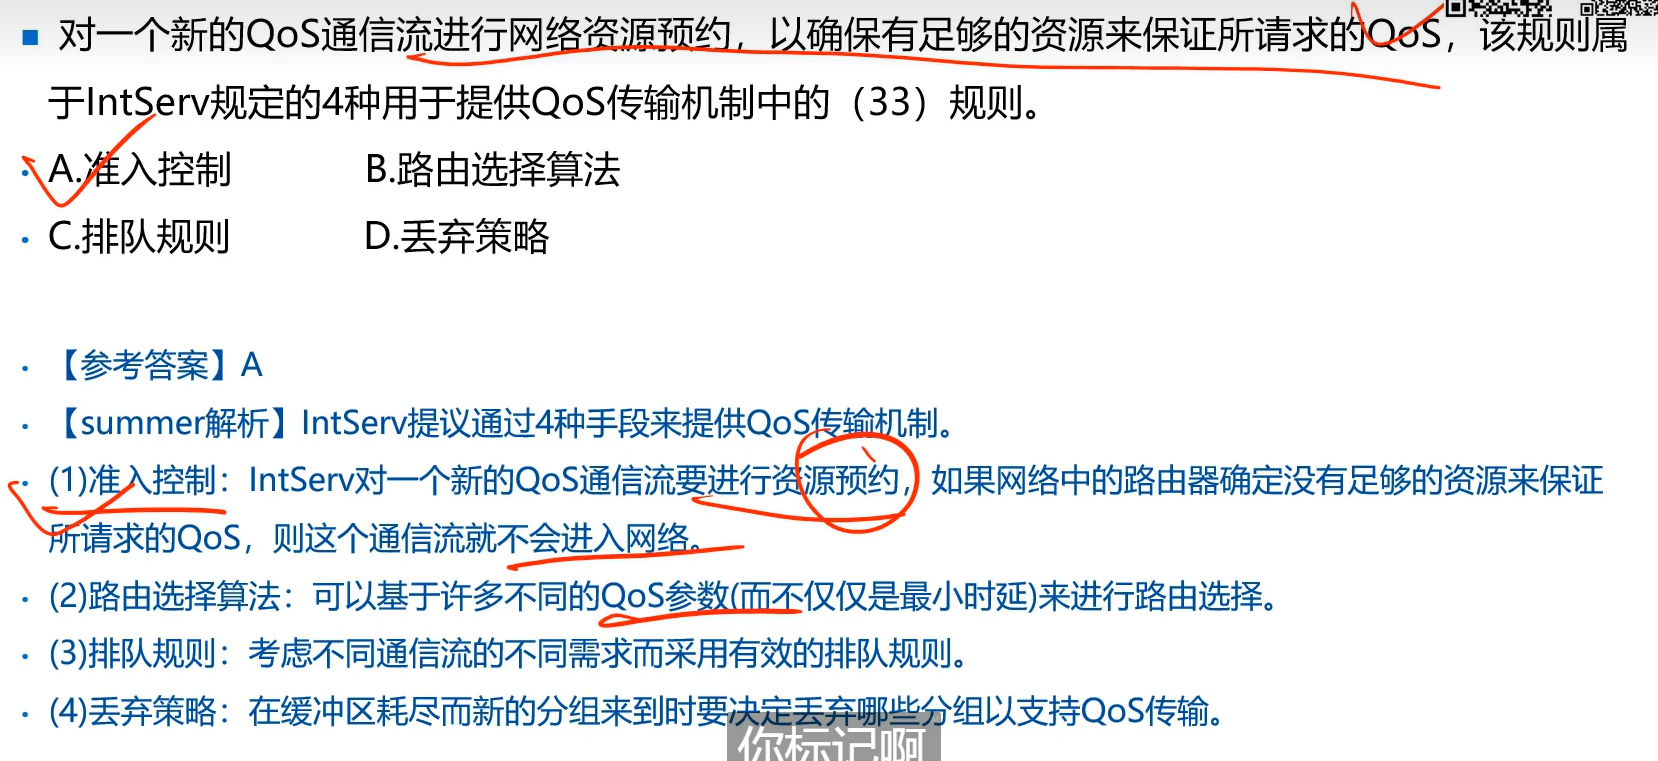 ■ 对一个新的QoS通信流进行网络资源预约，以确保有足够的资源来保证所请求的QoS，该规则属
于IntServ规定的4种用于提供QoS传输机制中的（33）规则。
• A.准入控制 B.路由选择算法
• C.排队规则 D.丢弃策略
• 【参考答案】A
• 【summer解析】IntServ提议通过4种手段来提供QoS传输机制。
• (1)准入控制：IntServ对一个新的QoS通信流要进行资源预约，如果网络中的路由器确定没有足够的资源来保证
所请求的QoS，则这个通信流就不会进入网络。
• (2)路由选择算法：可以基于许多不同的QoS参数(而不仅仅是最小时延)来进行路由选择。
• (3)排队规则：考虑不同通信流的不同需求而采用有效的排队规则。
• (4)丢弃策略：在缓冲区耗尽而新的分组来到时要决定丢弃哪些分组以支持QoS传输。
你标记啊